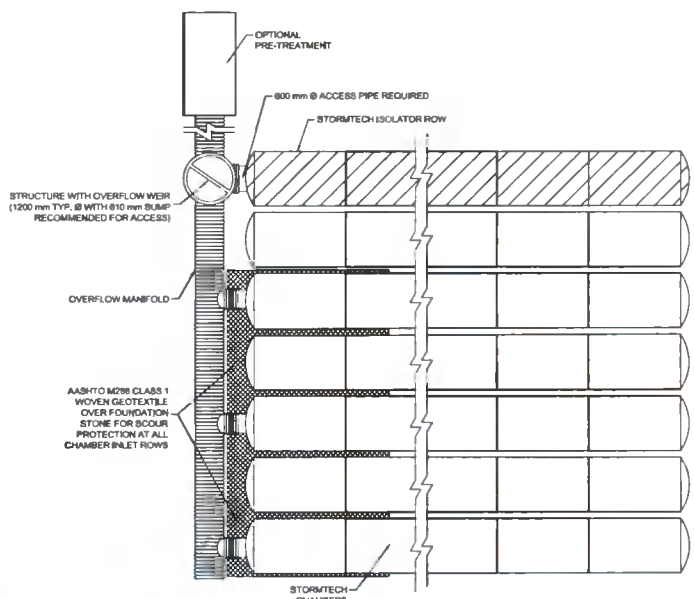 OPTIONAL
PRE-TREATMENT
600 mm Ø ACCESS PIPE REQUIRED
STORMTECH ISOLATOR ROW
STRUCTURE WITH OVERFLOW WEIR
(1200 mm TYP. Ø WITH 610 mm SUMP
RECOMMENDED FOR ACCESS)
OVERFLOW MANIFOLD
AASHTO M288 CLASS 1
WOVEN GEOTEXTILE
OVER FOUNDATION
STONE FOR SCOUR
PROTECTION AT ALL
CHAMBER INLET ROWS
STORMTECH
CHAMBERS